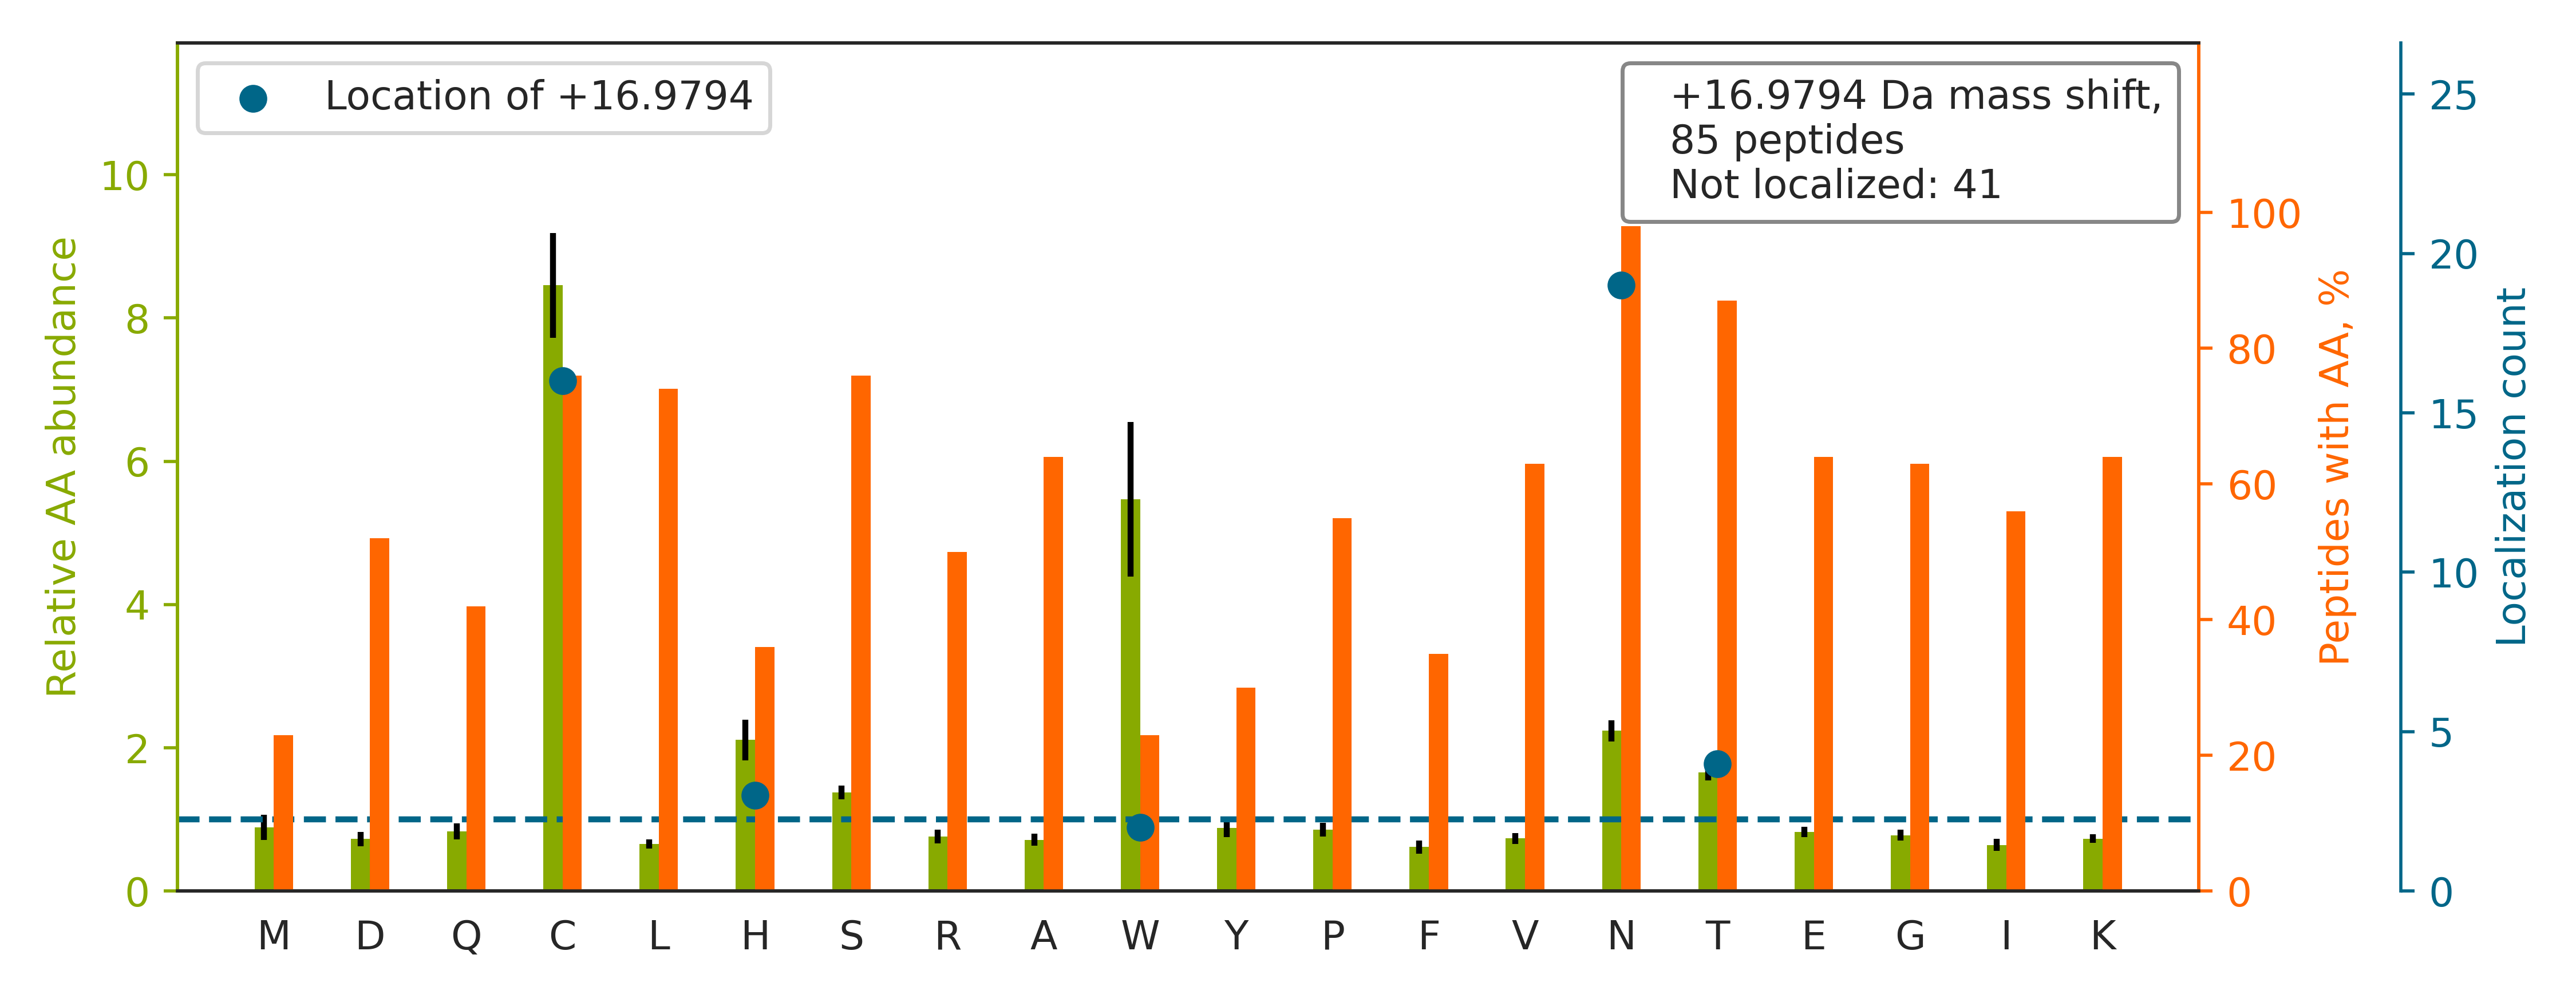 Location of +16.9794
+16.9794 Da mass shift,
85 peptides
Not localized: 41
Relative AA abundance
10
8
6
4
2
0
Peptides with AA, %
100
80
60
40
20
0
Localization count
25
20
15
10
5
0
M D Q C L H S R A W Y P F V N T E G I K